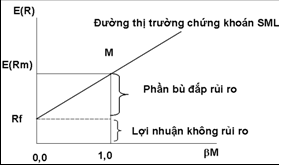 E(R)
Đường thị trường chứng khoán SML
M
E(Rm)
Phần bù đắp rủi ro
Rf
Lợi nhuận không rủi ro
0,0
1,0
βM